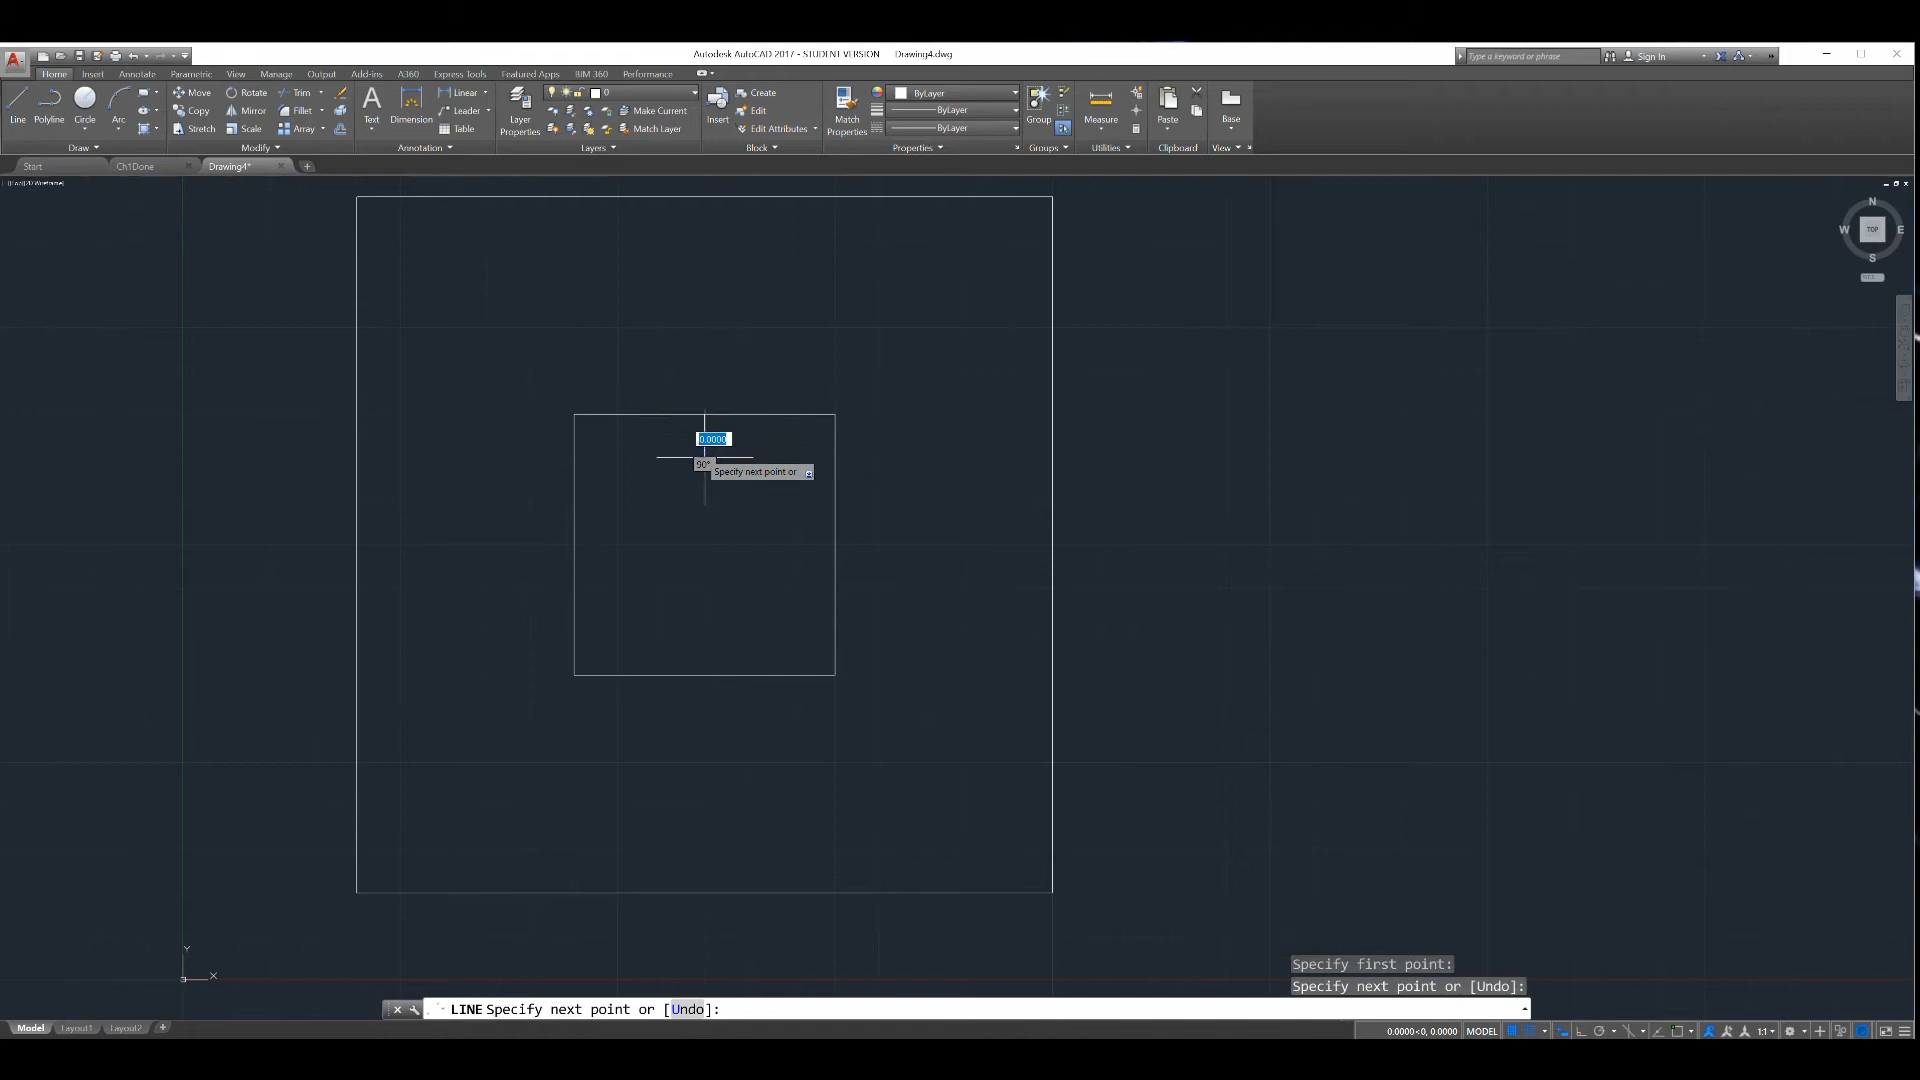 Autodesk AutoCAD 2017 - STUDENT VERSION Drawing4.dwg
Type a keyword or phrase
Sign In
Home Insert Annotate Parametric View Manage Output Add-ins A360 Express Tools Featured Apps BIM 360 Performance
Line
Polyline
Circle
Arc
Draw
Move
Rotate
Trim
Copy
Mirror
Fillet
Stretch
Scale
Array
Modify
Text
Dimension
Linear
Leader
Table
Annotation
Layer
Properties
0
Make Current
Match Layer
Layers
Insert
Create
Edit
Edit Attributes
Block
Match
Properties
ByLayer
ByLayer
ByLayer
Properties
Group
Groups
Measure
Utilities
Paste
Clipboard
Base
View
Start
Ch1Done
Drawing4*
N
W
TOP
E
S
0.0000
90°
Specify next point or
Y
X
Specify first point:
Specify next point or [Undo]:
LINE Specify next point or [Undo]:
Model Layout1 Layout2
0.0000<0, 0.0000
MODEL
1:1